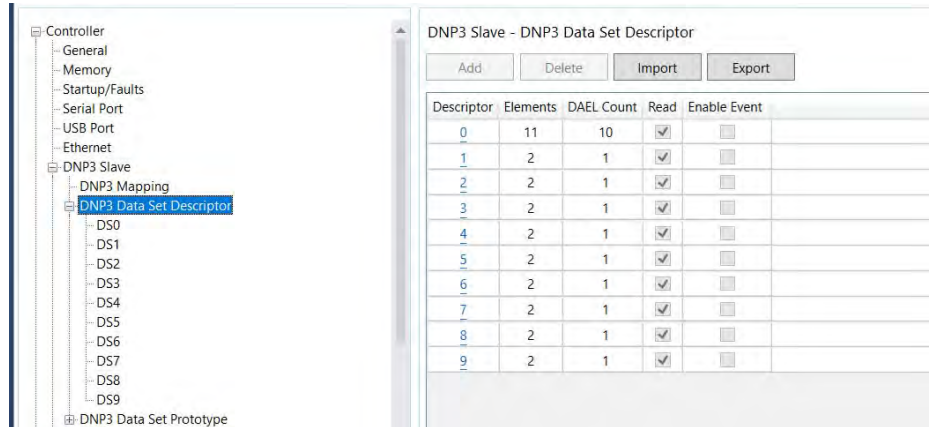 Controller
General
Memory
Startup/Faults
Serial Port
USB Port
Ethernet
DNP3 Slave
DNP3 Mapping
DNP3 Data Set Descriptor
DS0
DS1
DS2
DS3
DS4
DS5
DS6
DS7
DS8
DS9
DNP3 Data Set Prototype
DNP3 Slave - DNP3 Data Set Descriptor
Add Delete Import Export
Descriptor Elements DAEL Count Read Enable Event
0 11 10
1 2 1
2 2 1
3 2 1
4 2 1
5 2 1
6 2 1
7 2 1
8 2 1
9 2 1